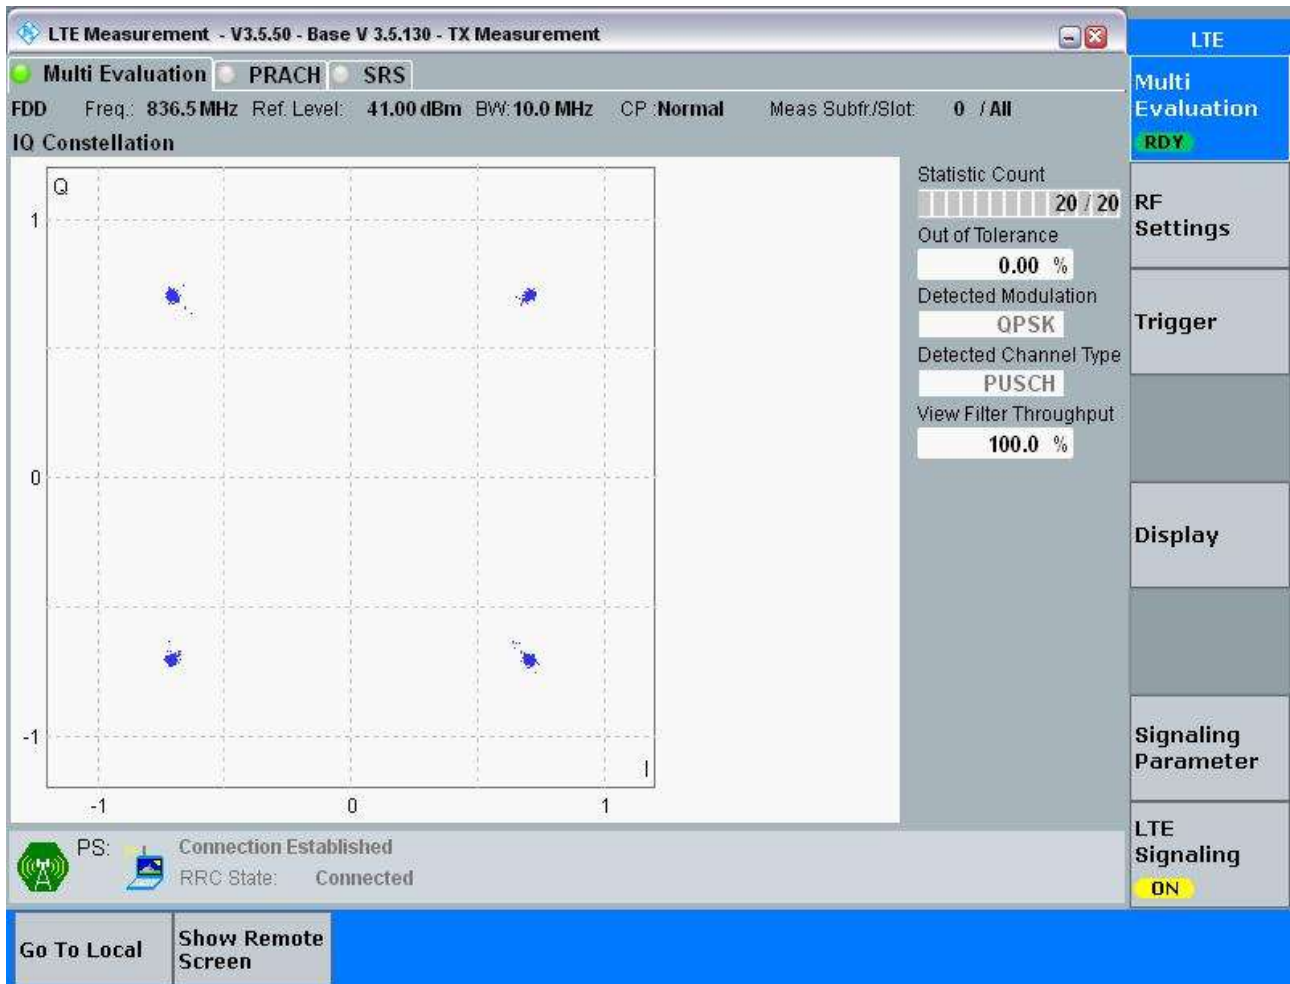 LTE Measurement - V3.5.50 - Base V 3.5.130 - TX Measurement
LTE
Multi Evaluation PRACH SRS
FDD Freq.: 836.5 MHz Ref. Level: 41.00 dBm BW: 10.0 MHz CP :Normal Meas Subfr./Slot: 0 / All
IQ Constellation
Q
1
0
-1
I
-1 0 1
Statistic Count
20 / 20
Out of Tolerance
0.00 %
Detected Modulation
QPSK
Detected Channel Type
PUSCH
View Filter Throughput
100.0 %
Multi
Evaluation
RDY
RF
Settings
Trigger
Display
Signaling
Parameter
LTE
Signaling
ON
PS: Connection Established
RRC State: Connected
Go To Local
Show Remote
Screen